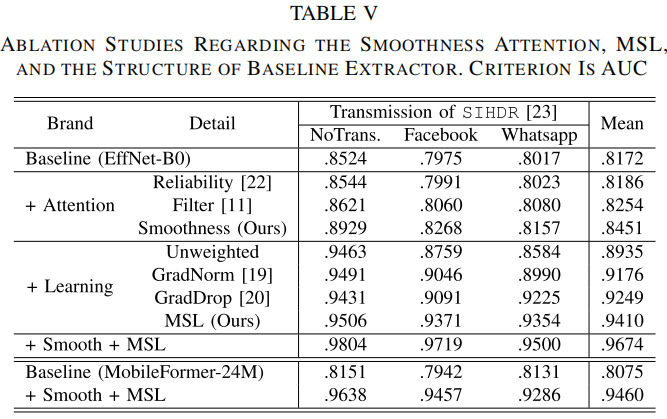 TABLE V
ABLATION STUDIES REGARDING THE SMOOTHNESS ATTENTION, MSL,
AND THE STRUCTURE OF BASELINE EXTRACTOR. CRITERION IS AUC
Brand Detail Transmission of SIHDR [23] Mean
NoTrans. Facebook Whatsapp
Baseline (EffNet-B0) .8524 .7975 .8017 .8172
+ Attention Reliability [22] .8544 .7991 .8023 .8186
Filter [11] .8621 .8060 .8080 .8254
Smoothness (Ours) .8929 .8268 .8157 .8451
+ Learning Unweighted .9463 .8759 .8584 .8935
GradNorm [19] .9491 .9046 .8990 .9176
GradDrop [20] .9431 .9091 .9225 .9249
MSL (Ours) .9506 .9371 .9354 .9410
+ Smooth + MSL .9804 .9719 .9500 .9674
Baseline (MobileFormer-24M) .8151 .7942 .8131 .8075
+ Smooth + MSL .9638 .9457 .9286 .9460